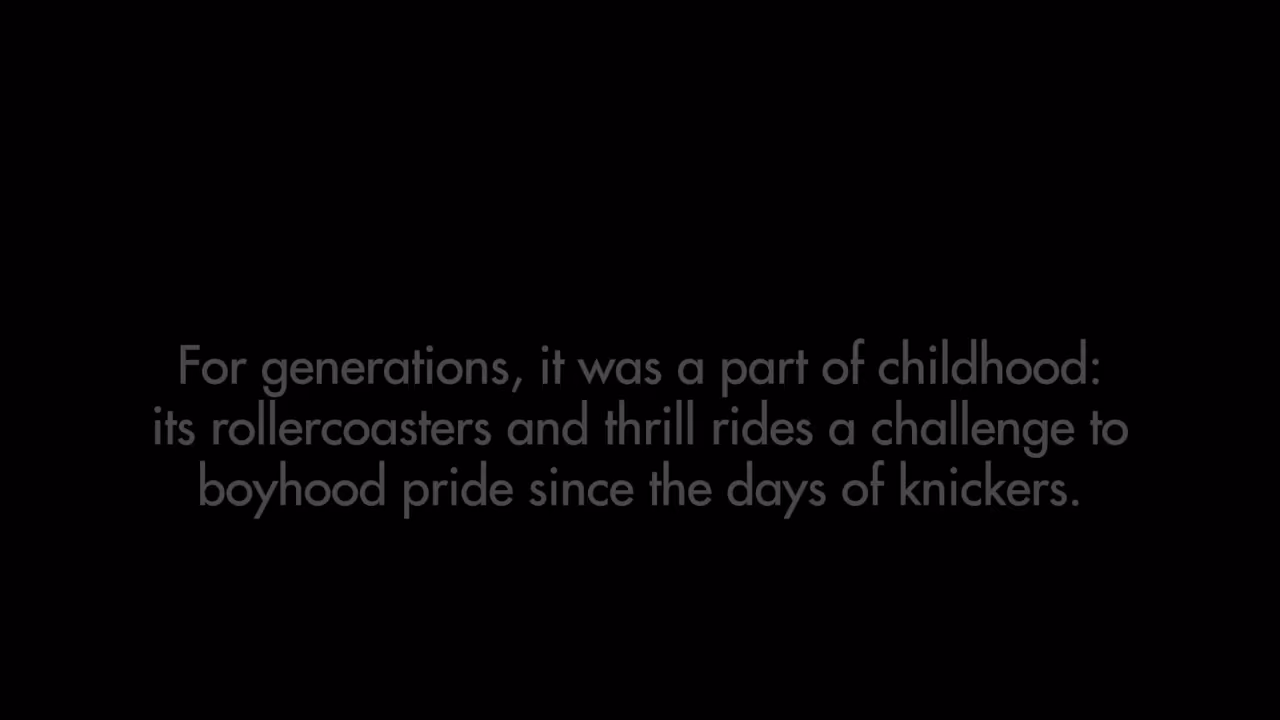 For generations, it was a part of childhood:
its rollercoasters and thrill rides a challenge to
boyhood pride since the days of knickers.